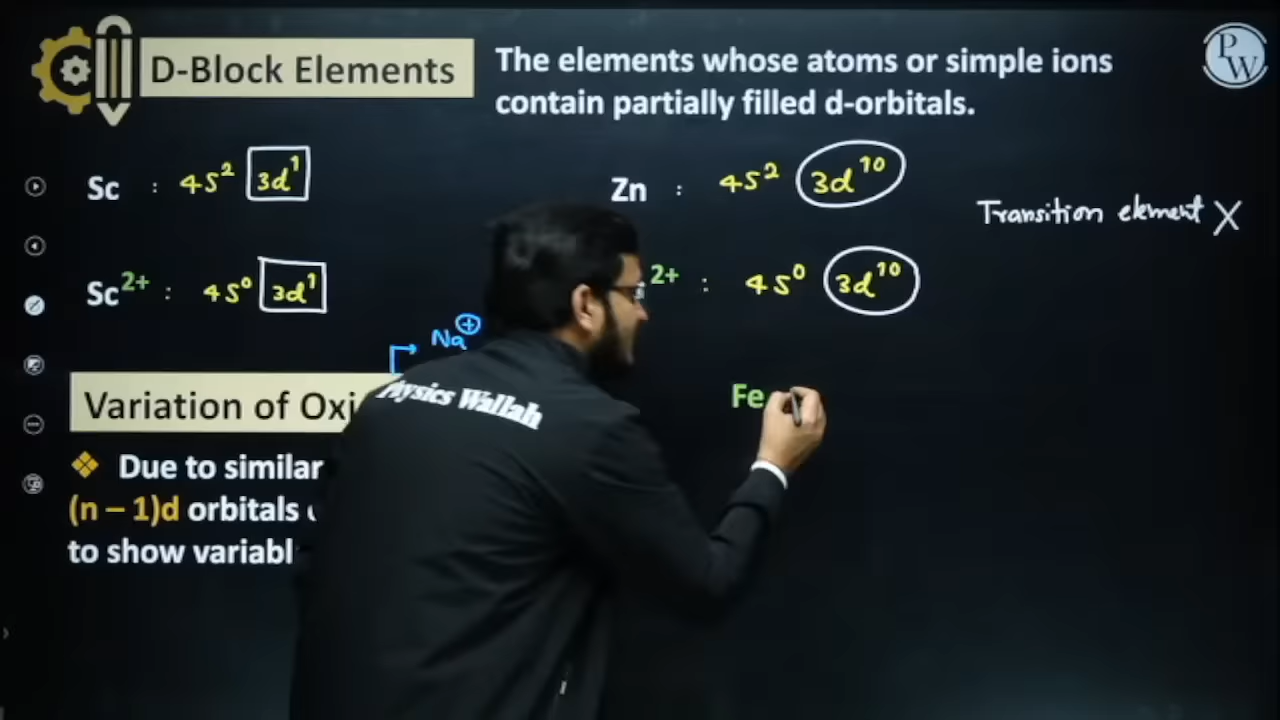 D-Block Elements
The elements whose atoms or simple ions
contain partially filled d-orbitals.
PW
Sc : 4s² 3d¹
Zn : 4s² 3d¹⁰
Transition element X
Sc²⁺ : 4s⁰ 3d¹
2+ : 4s⁰ 3d¹⁰
Na⁺
Physics Wallah
Variation of
Fe
❖ Due to similar
(n – 1)d orbitals
to show